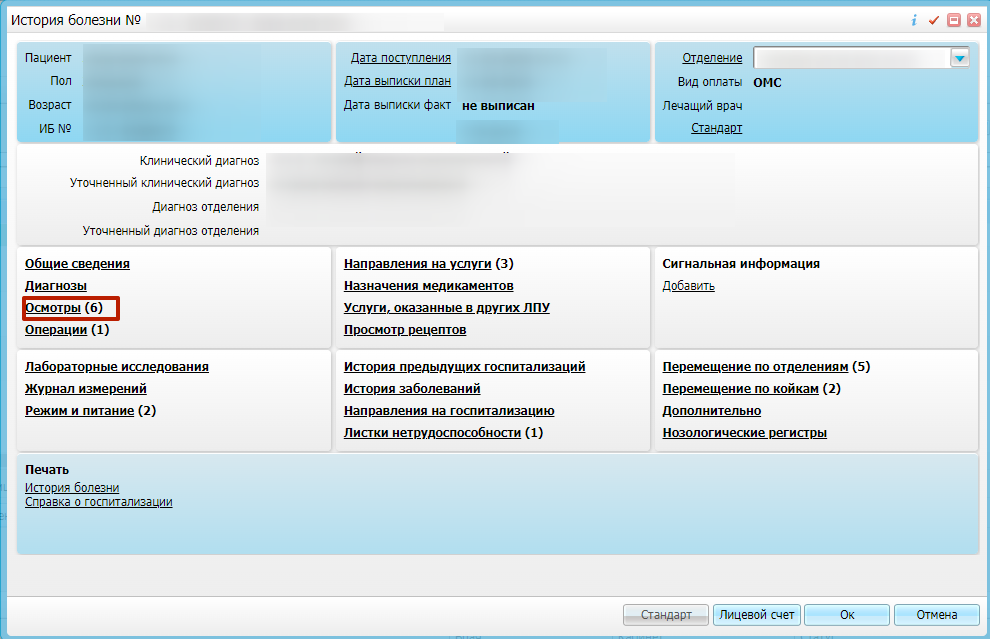 История болезни №
Пациент
Пол
Возраст
ИБ №
Дата поступления
Дата выписки план
Дата выписки факт не выписан
Отделение
Вид оплаты ОМС
Лечащий врач
Стандарт
Клинический диагноз
Уточненный клинический диагноз
Диагноз отделения
Уточненный диагноз отделения
Общие сведения
Диагнозы
Осмотры (6)
Операции (1)
Направления на услуги (3)
Назначения медикаментов
Услуги, оказанные в других ЛПУ
Просмотр рецептов
Сигнальная информация
Добавить
Лабораторные исследования
Журнал измерений
Режим и питание (2)
История предыдущих госпитализаций
История заболеваний
Направления на госпитализацию
Листки нетрудоспособности (1)
Перемещение по отделениям (5)
Перемещение по койкам (2)
Дополнительно
Нозологические регистры
Печать
История болезни
Справка о госпитализации
Стандарт
Лицевой счет
Ок
Отмена